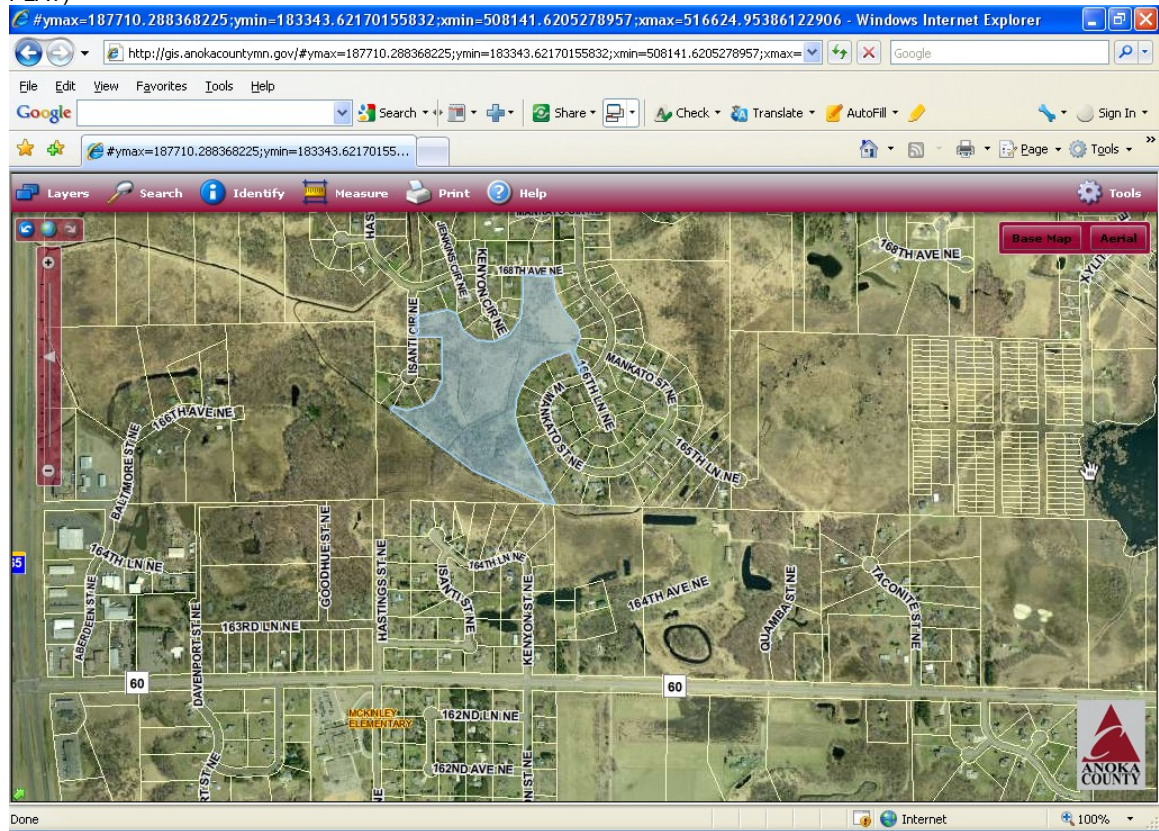 #ymax=187710.288368225;ymin=183343.62170155832;xmin=508141.6205278957;xmax=516624.95386122906 - Windows Internet Explorer
http://gis.anokacountymn.gov/#ymax=187710.288368225;ymin=183343.62170155832;xmin=508141.6205278957;xmax=
Google
File Edit View Favorites Tools Help
Google Search Share Check Translate AutoFill Sign In
#ymax=187710.288368225;ymin=183343.62170155... Page Tools
Layers Search Identify Measure Print Help Tools
Base Map Aerial
JENKINS CIR NE
KENYON CIR NE
168TH AVE NE
168TH AVE NE
ISANTI CIR NE
MANKATO ST NE
166TH LN NE
W MANKATO ST NE
165TH LN NE
166TH AVE NE
BALTIMORE ST NE
164TH LN NE
ABERDEEN ST NE
GOODHUE ST NE
HASTINGS ST NE
164TH LN NE
ISANTI ST NE
KENYON ST NE
164TH AVE NE
QUAMBA ST NE
TACONITE ST NE
163RD LN NE
DAVENPORT ST NE
60
60
MCKINLEY
ELEMENTARY
162ND LN NE
162ND AVE NE
ANOKA
COUNTY
Done Internet 100%